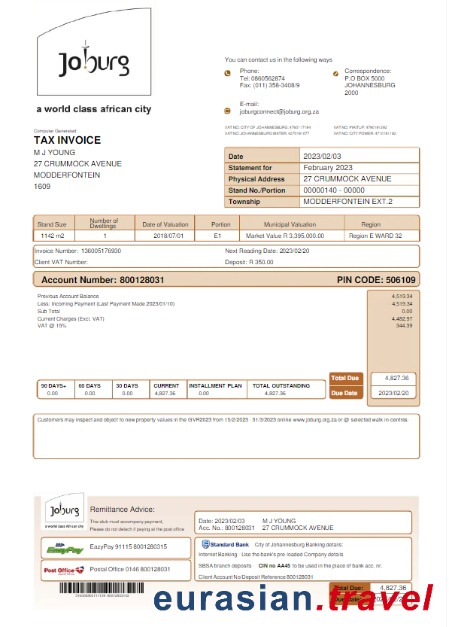 Joburg
a world class african city
You can contact us in the following ways
Phone:
Tel: 0860562874
Fax: (011) 358-3408/9
Correspondence:
P.O BOX 5000
JOHANNESBURG
2000
E-mail:
joburgconnect@joburg.org.za
Computer Generated
TAX INVOICE
M J YOUNG
27 CRUMMOCK AVENUE
MODDERFONTEIN
1609
Date 2023/02/03
Statement for February 2023
Physical Address 27 CRUMMOCK AVENUE
Stand No./Portion 00000140 - 00000
Township MODDERFONTEIN EXT.2
Stand Size Number of Dwellings Date of Valuation Portion Municipal Valuation Region
1142 m2 1 2018/07/01 E1 Market Value R 3,395,000.00 Region E WARD 32
Invoice Number: 136005176930 Next Reading Date: 2023/02/20
Client VAT Number: Deposit: R 350.00
Account Number: 800128031 PIN CODE: 506109
Previous Account Balance 4,519.34
Less: Incoming Payment (Last Payment Made 2023/01/10) 4,519.34
Sub Total 0.00
Current Charges (Excl. VAT)
VAT @ 15%
Total Due 4,827.36
Due Date 2023/02/20
90 DAYS+ 60 DAYS 30 DAYS CURRENT INSTALLMENT PLAN TOTAL OUTSTANDING
0.00 0.00 0.00 4,827.36 0.00 4,827.36
Customers may inspect and object to new property values in the GVR2023 from 15/2/2023 - 31/3/2023 online www.joburg.org.za or @ selected walk in centres.
Joburg
a world class African city
Remittance Advice:
This stub must accompany payment,
Please do not detach if paying at the post office
Date: 2023/02/03 M J YOUNG
Acc. No.: 800128031 27 CRUMMOCK AVENUE
EasyPay EazyPay 91115 8001280315
Post Office Postal Office 0146 800128031
Standard Bank City of Johannesburg Banking details:
Internet Banking - Use the bank's pre loaded Company details
SBSA branch deposits : CIN no AA45 to be used in the place of bank acc. nr.
Client Account No/Deposit Reference 800128031
Total Due: 4,827.36
eurasian.travel